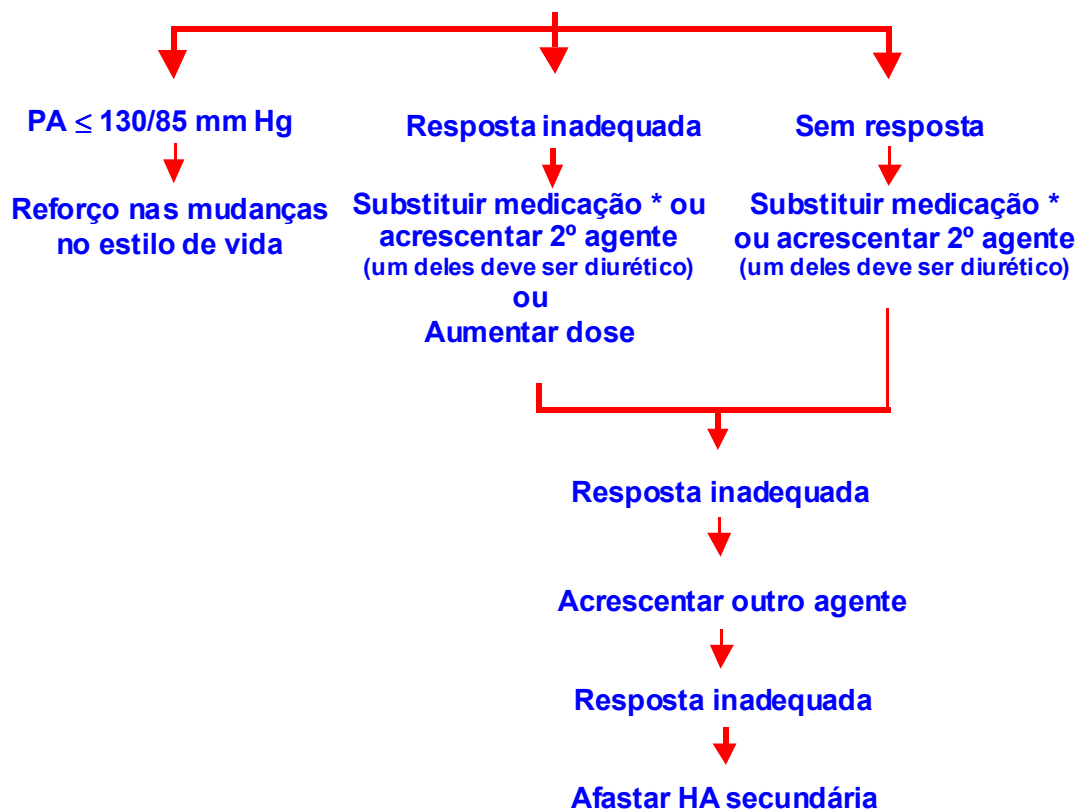 PA ≤ 130/85 mm Hg
Reforço nas mudanças
no estilo de vida
Resposta inadequada
Substituir medicação * ou
acrescentar 2º agente
(um deles deve ser diurético)
ou
Aumentar dose
Sem resposta
Substituir medicação *
ou acrescentar 2º agente
(um deles deve ser diurético)
Resposta inadequada
Acrescentar outro agente
Resposta inadequada
Afastar HA secundária